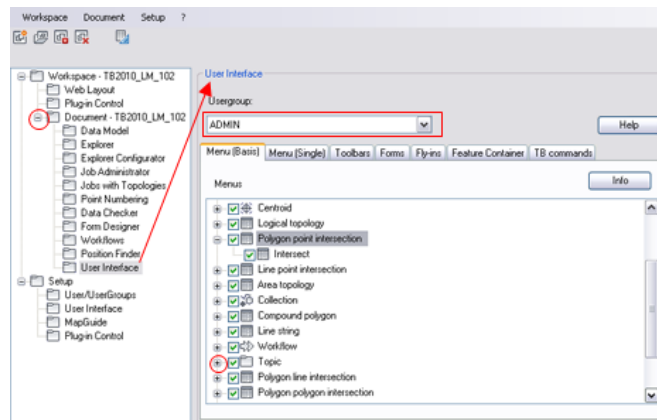 Workspace Document Setup ?
Workspace - TB2010_LM_102
Web Layout
Plug-in Control
Document - TB2010_LM_102
Data Model
Explorer
Explorer Configurator
Job Administrator
Jobs with Topologies
Point Numbering
Data Checker
Form Designer
Workflows
Position Finder
User Interface
Setup
User/UserGroups
User Interface
MapGuide
Plug-in Control
User Interface
Usergroup:
ADMIN
Help
Menu (Basis) Menu (Single) Toolbars Forms Fly-ins Feature Container TB commands
Menus
Info
Centroid
Logical topology
Polygon point intersection
Intersect
Line point intersection
Area topology
Collection
Compound polygon
Line string
Workflow
Topic
Polygon line intersection
Polygon polygon intersection